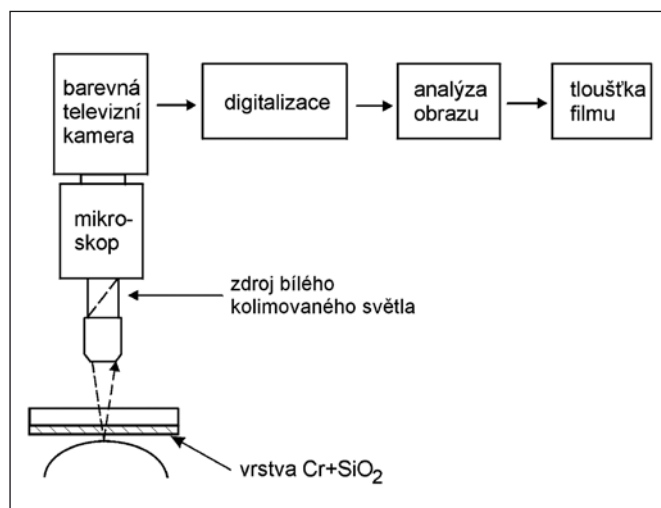 barevná
televizní
kamera
digitalizace
analýza
obrazu
tloušťka
filmu
mikro-
skop
zdroj bílého
kolimovaného světla
vrstva Cr+SiO₂